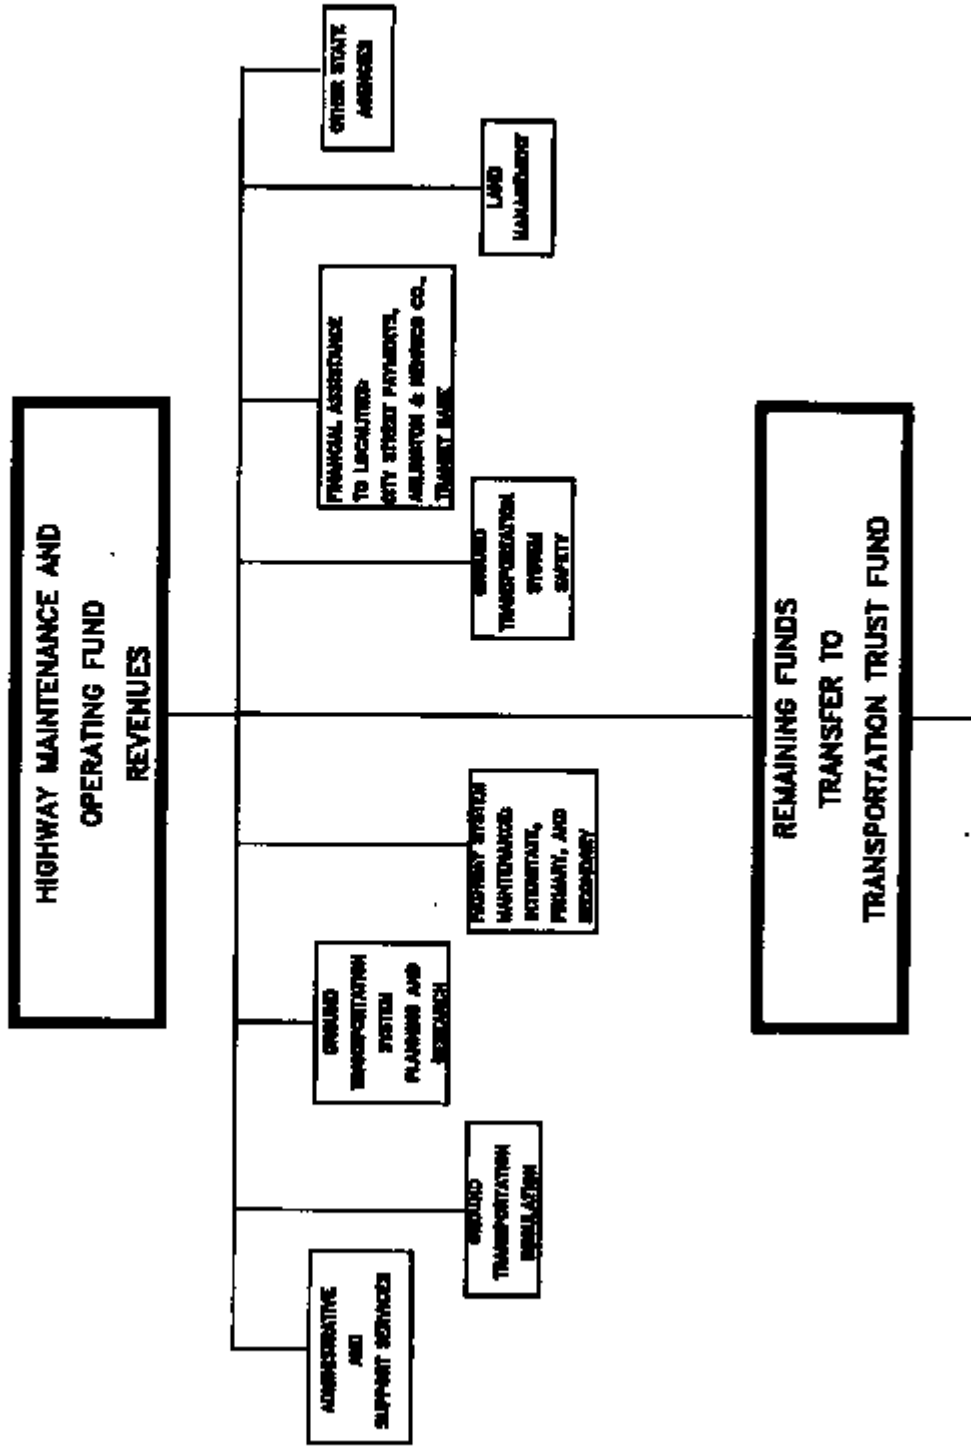 HIGHWAY MAINTENANCE AND
OPERATING FUND
REVENUES
ADMINISTRATIVE
AND
SUPPORT SERVICES
GROUND
TRANSPORTATION
REGULATION
GROUND
TRANSPORTATION
SYSTEM
PLANNING AND
RESEARCH
HIGHWAY SYSTEM
MAINTENANCE:
INTERSTATE,
PRIMARY, AND
SECONDARY
GROUND
TRANSPORTATION
SYSTEM
SAFETY
FINANCIAL ASSISTANCE
TO LOCALITIES:
CITY STREET PAYMENTS,
ARLINGTON & HENRICO CO.,
TRANSIT
LAND
MANAGEMENT
OTHER STATE
AGENCIES
REMAINING FUNDS
TRANSFER TO
TRANSPORTATION TRUST FUND